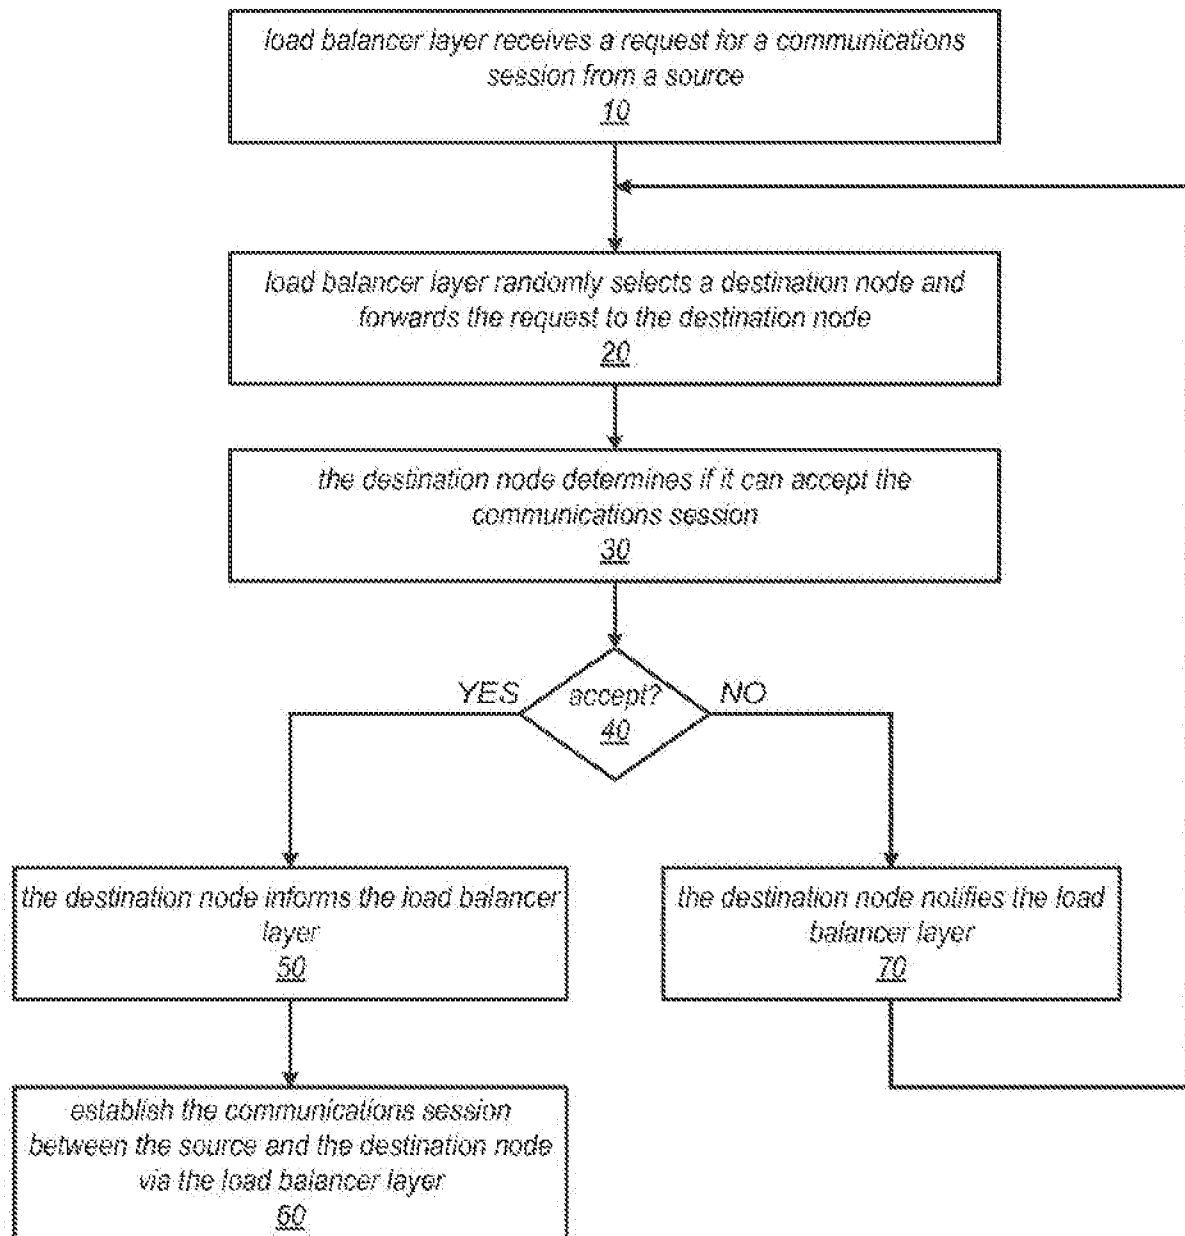 load balancer layer receives a request for a communications
session from a source
10
load balancer layer randomly selects a destination node and
forwards the request to the destination node
20
the destination node determines if it can accept the
communications session
30
YES
accept?
40
NO
the destination node informs the load balancer
layer
50
the destination node notifies the load
balancer layer
70
establish the communications session
between the source and the destination node
via the load balancer layer
60